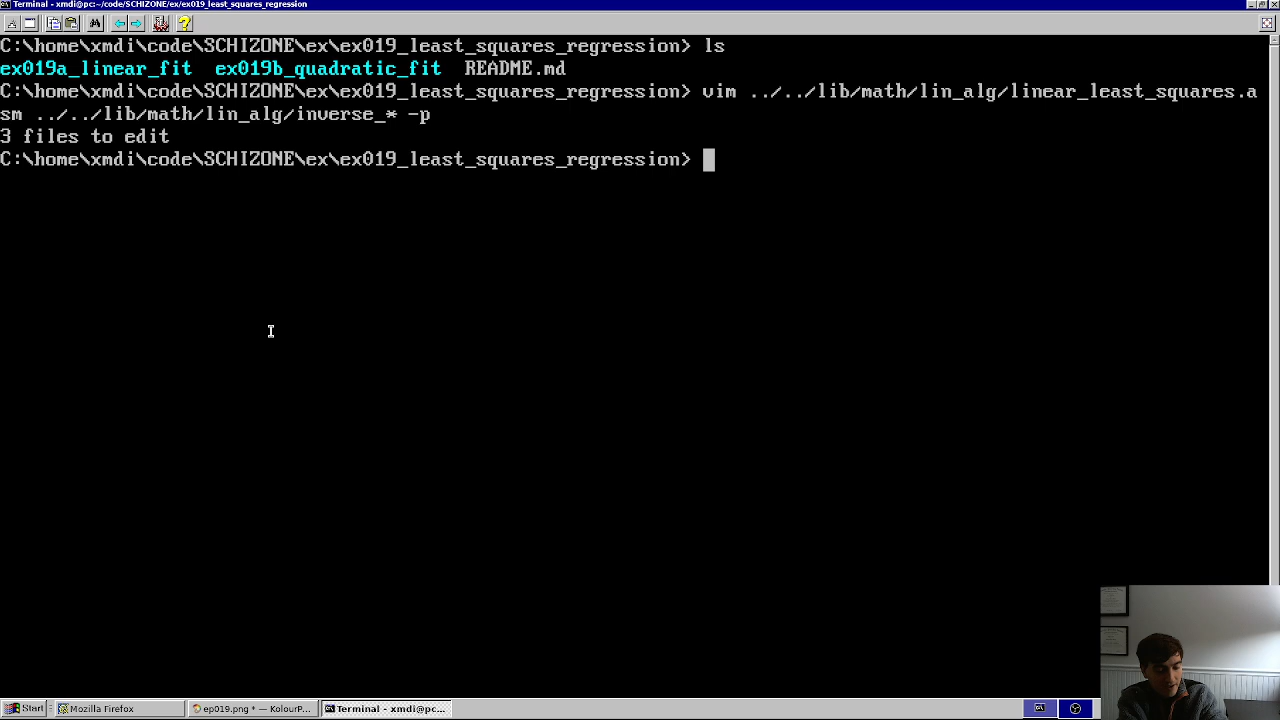 Terminal - xmdi@pc:~/code/SCHIZONE/ex/ex019_least_squares_regression
C:\home\xmdi\code\SCHIZONE\ex\ex019_least_squares_regression> ls
ex019a_linear_fit  ex019b_quadratic_fit  README.md
C:\home\xmdi\code\SCHIZONE\ex\ex019_least_squares_regression> vim ../../lib/math/lin_alg/linear_least_squares.a
sm ../../lib/math/lin_alg/inverse_* -p
3 files to edit
C:\home\xmdi\code\SCHIZONE\ex\ex019_least_squares_regression>
Start  Mozilla Firefox  ep019.png * — KolourP...  Terminal - xmdi@pc...